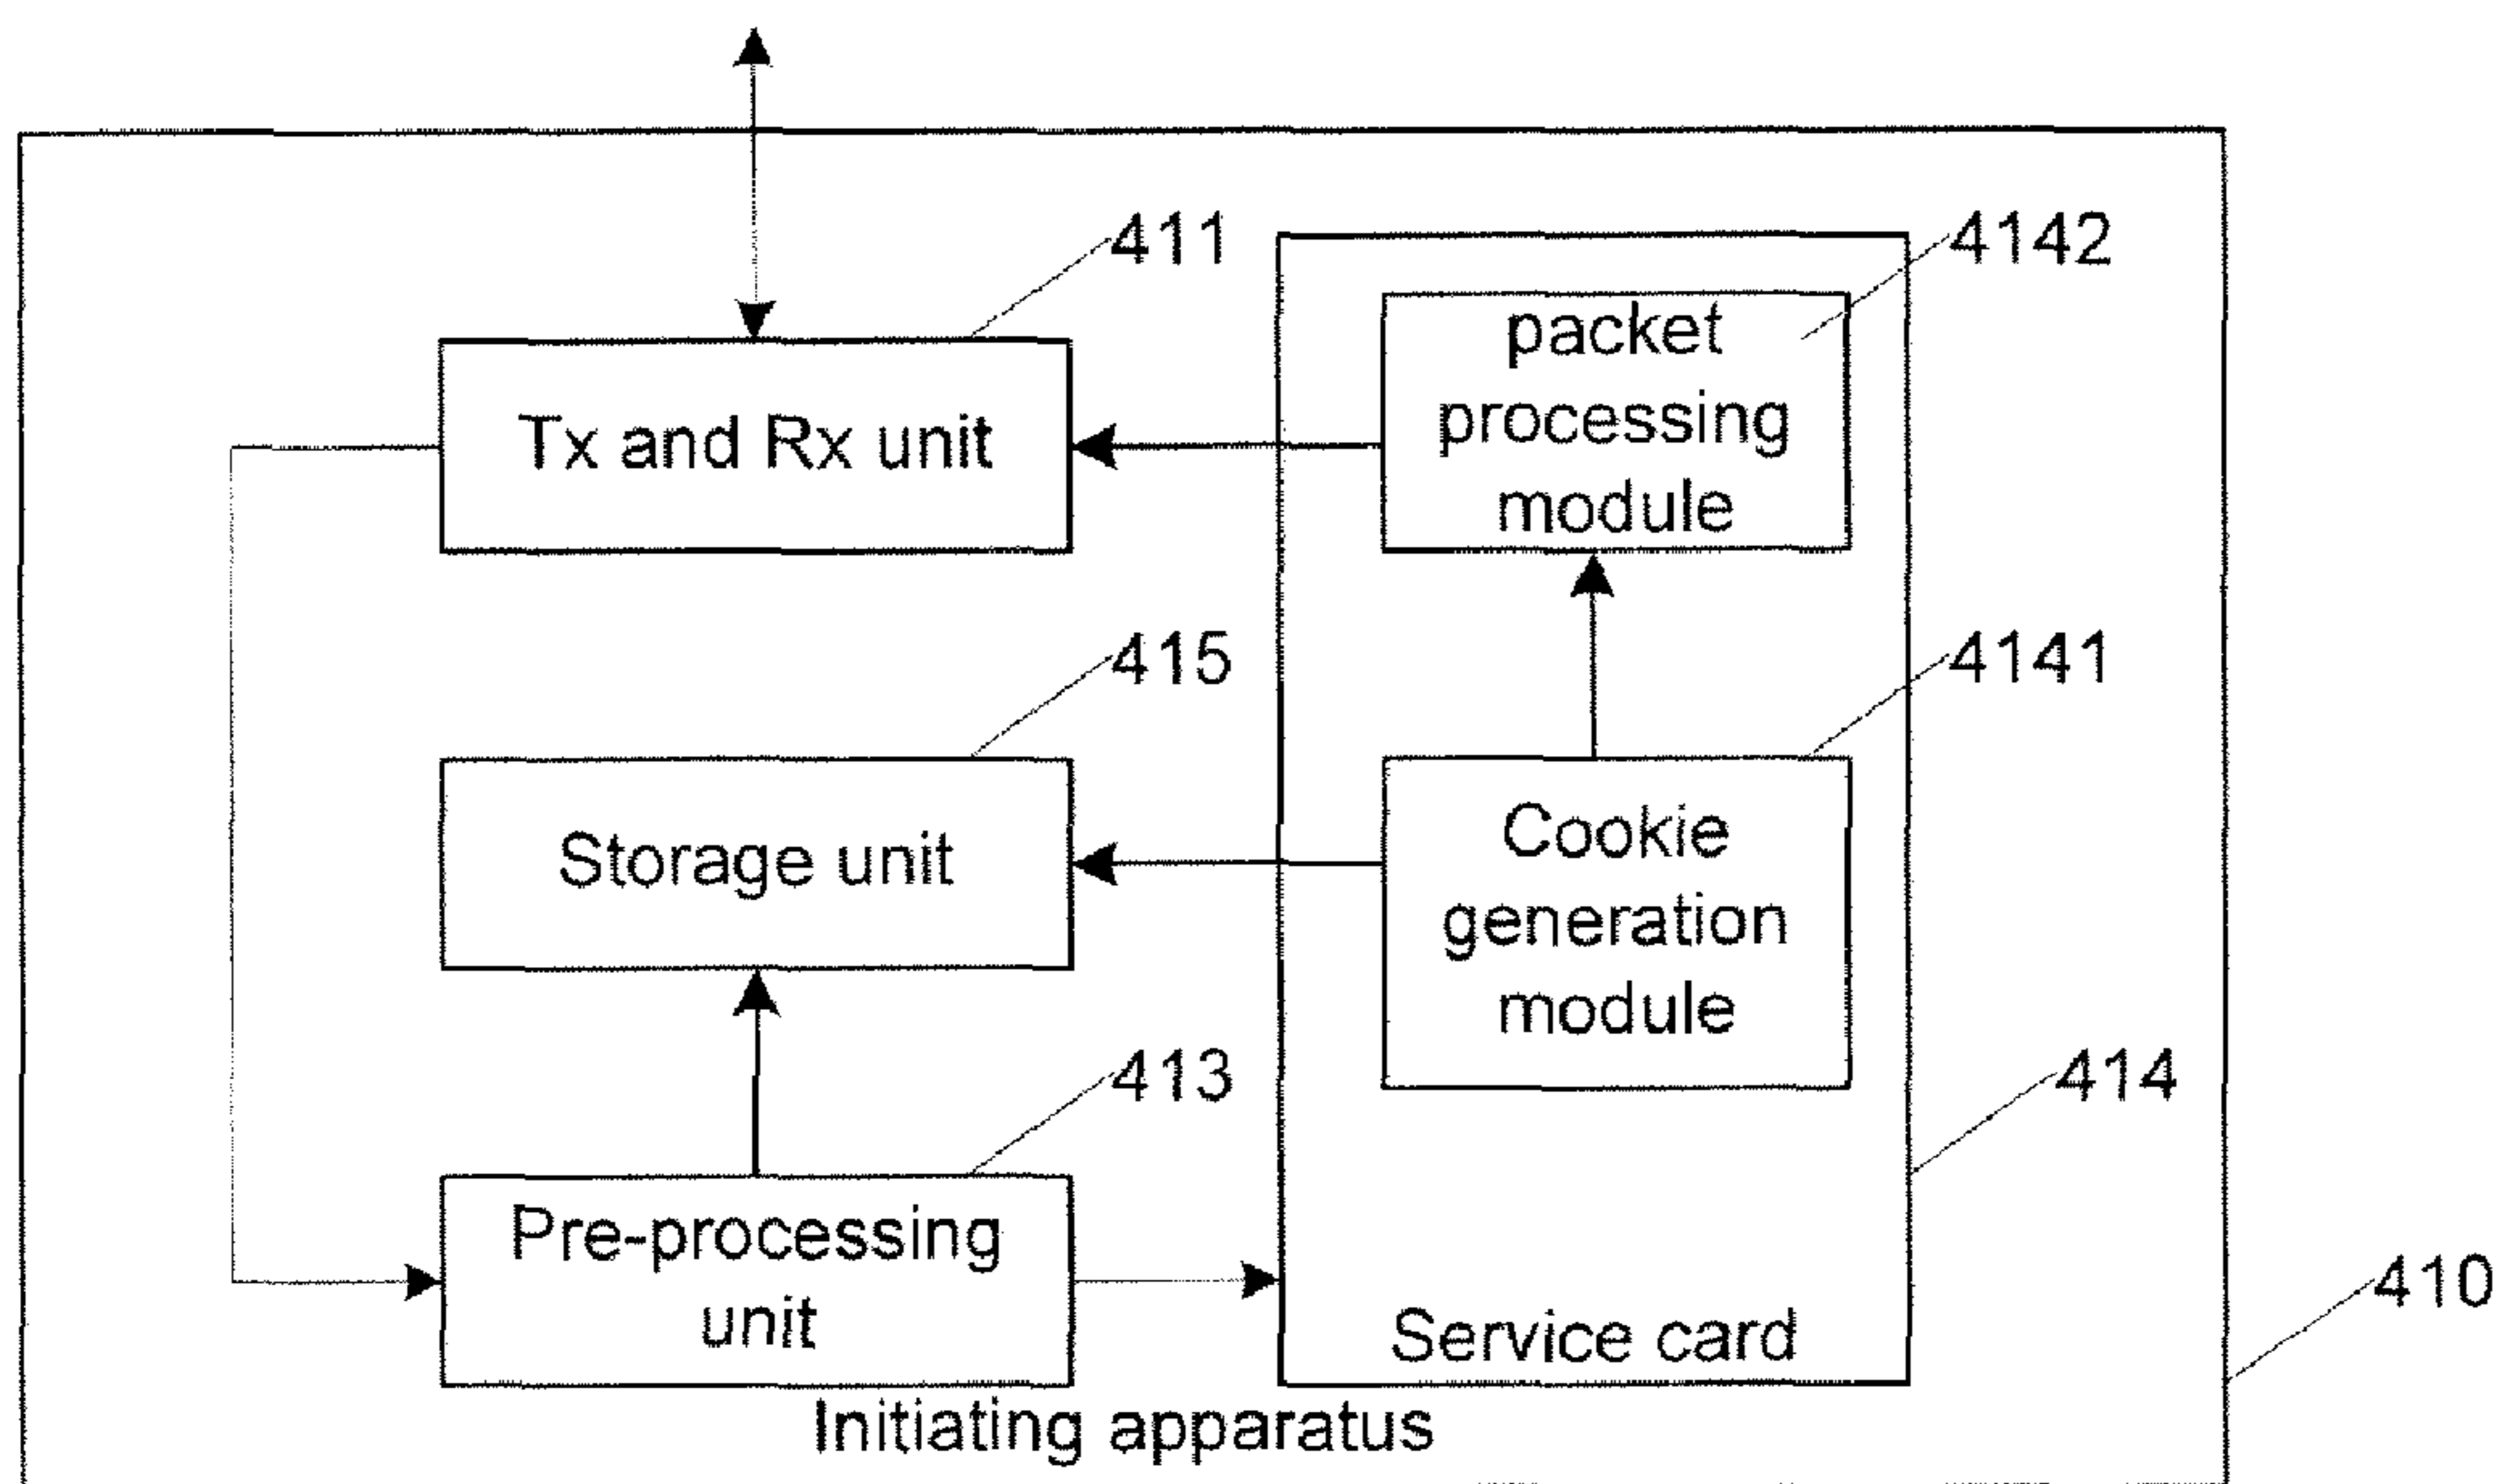 411
4142
packet
processing
module
Tx and Rx unit
415
4141
Storage unit
Cookie
generation
module
413
414
Pre-processing
unit
410
Service card
Initiating apparatus